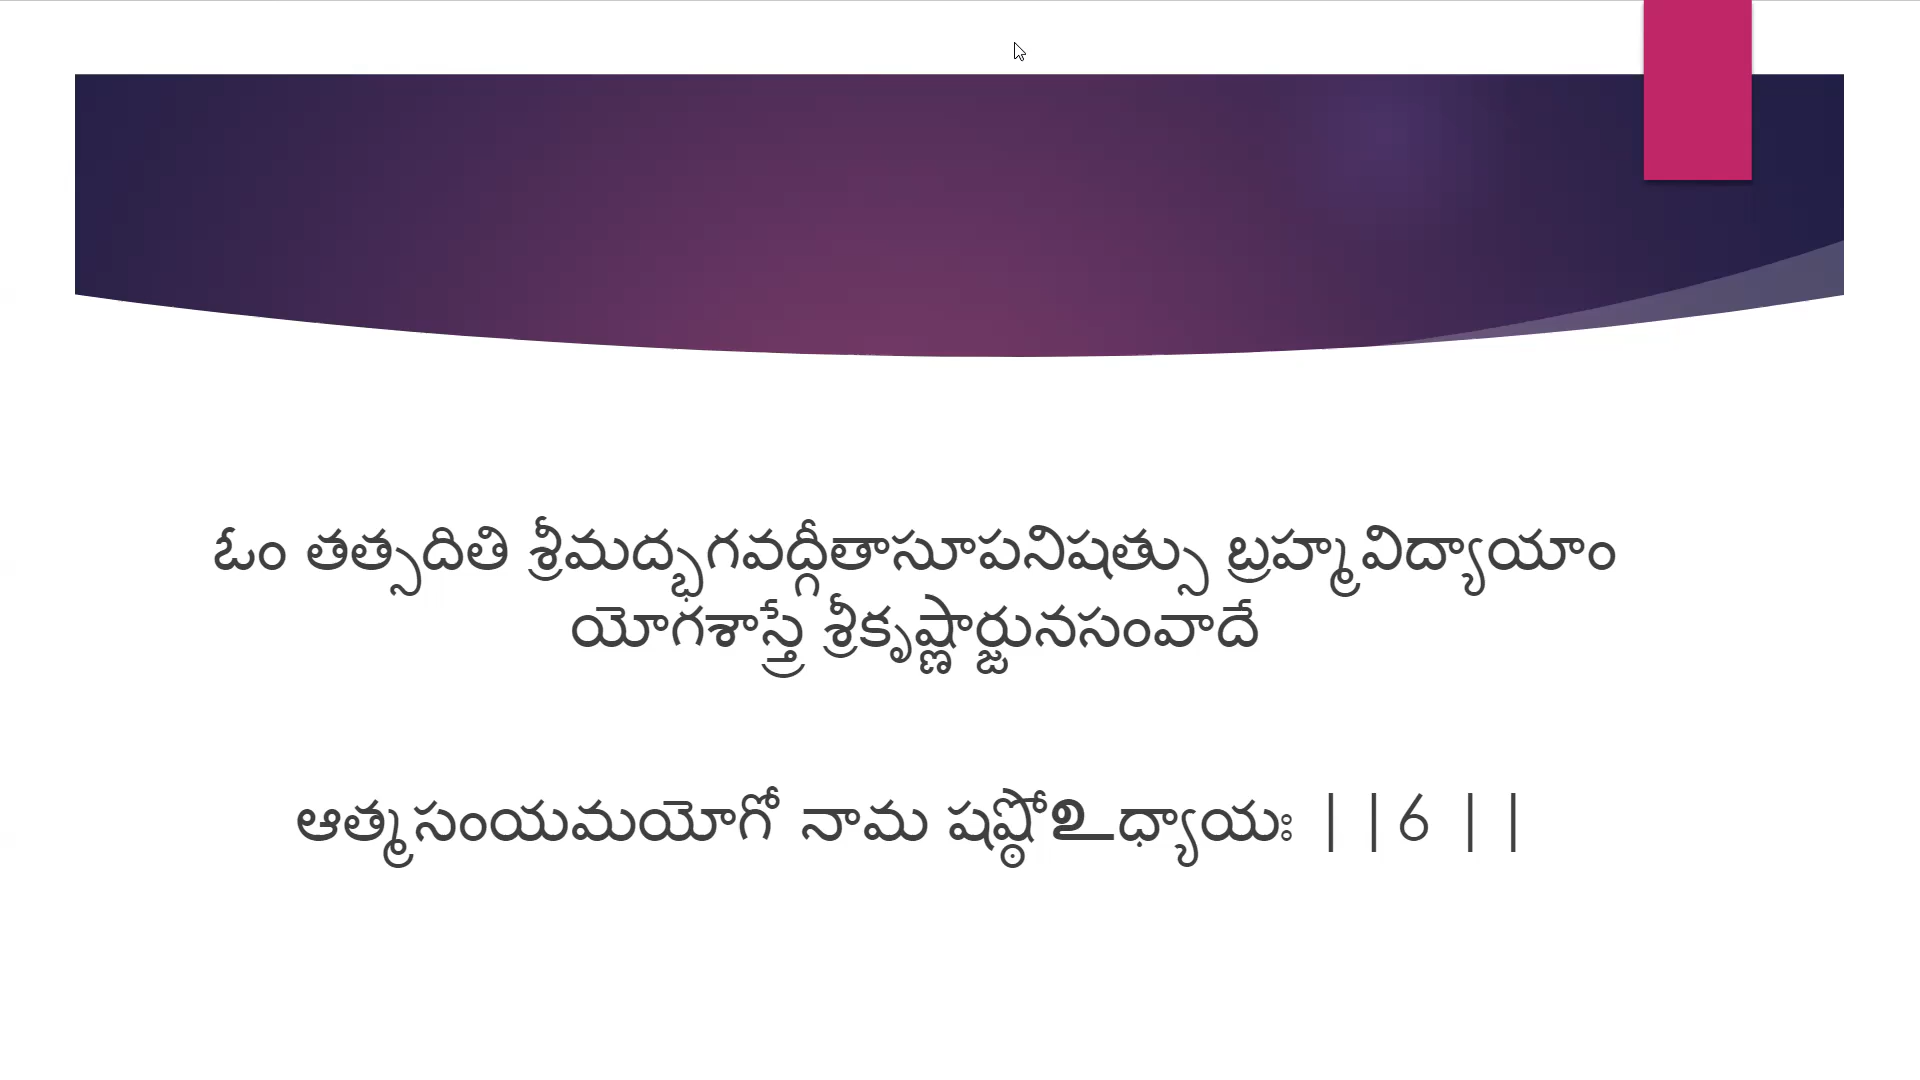 ఓం తత్సదితి శ్రీమద్భగవద్గీతాసూపనిషత్సు బ్రహ్మవిద్యాయాం
యోగశాస్త్రే శ్రీకృష్ణార్జునసంవాదే
ఆత్మసంయమయోగో నామ షష్ఠోఽధ్యాయః ||6 ||